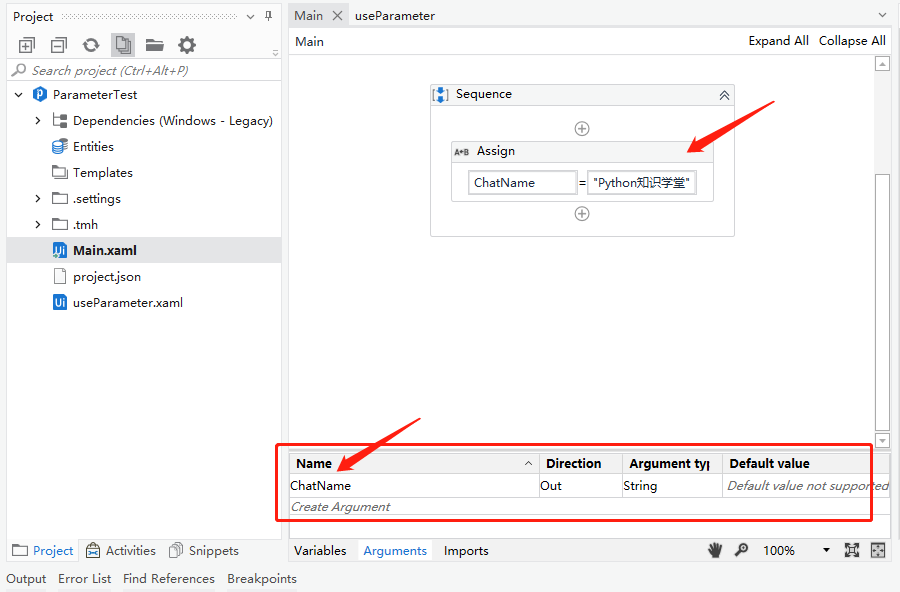 Project
Search project (Ctrl+Alt+P)
ParameterTest
Dependencies (Windows - Legacy)
Entities
Templates
.settings
.tmh
Main.xaml
project.json
useParameter.xaml
Project Activities Snippets
Main useParameter
Main Expand All Collapse All
Sequence
A*B Assign
ChatName = "Python知识学堂"
Name Direction Argument typ Default value
ChatName Out String Default value not supported
Create Argument
Variables Arguments Imports 100%
Output Error List Find References Breakpoints